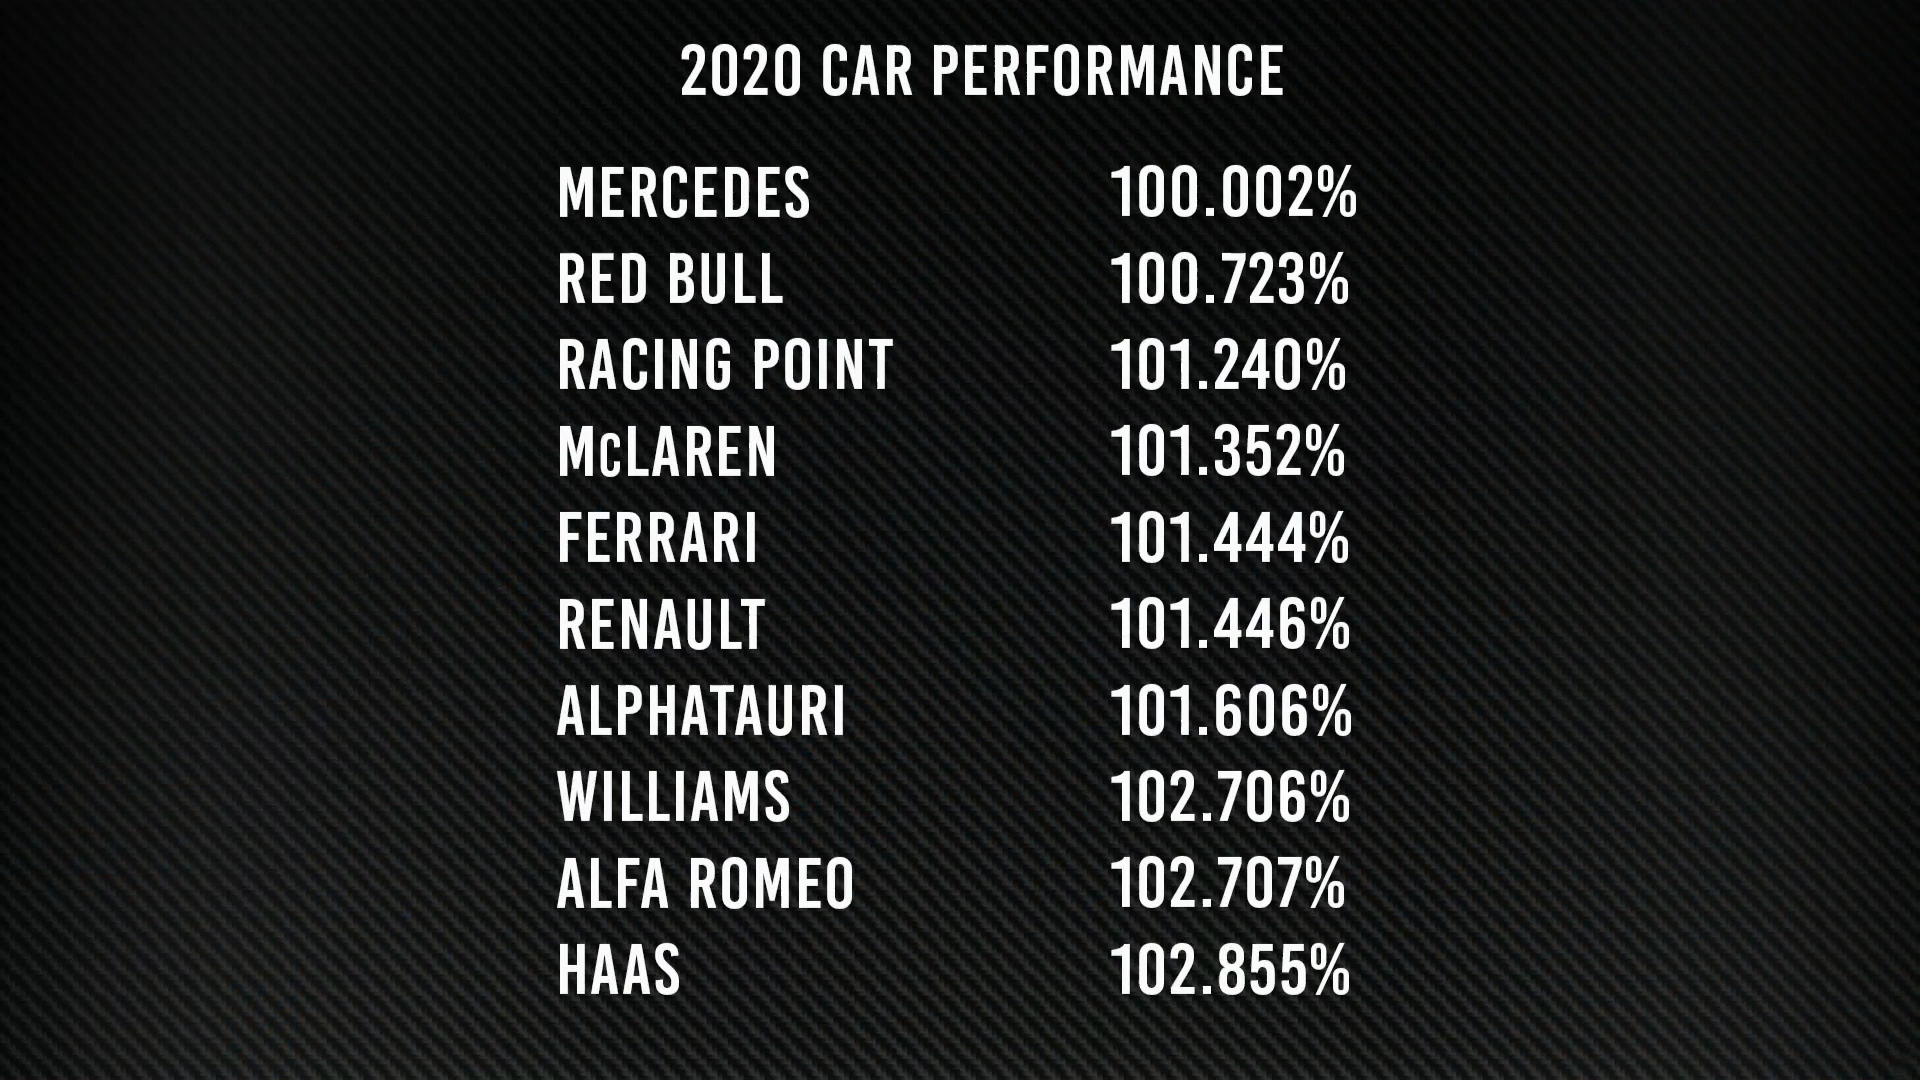 2020 CAR PERFORMANCE
MERCEDES 100.002%
RED BULL 100.723%
RACING POINT 101.240%
McLAREN 101.352%
FERRARI 101.444%
RENAULT 101.446%
ALPHATAURI 101.606%
WILLIAMS 102.706%
ALFA ROMEO 102.707%
HAAS 102.855%